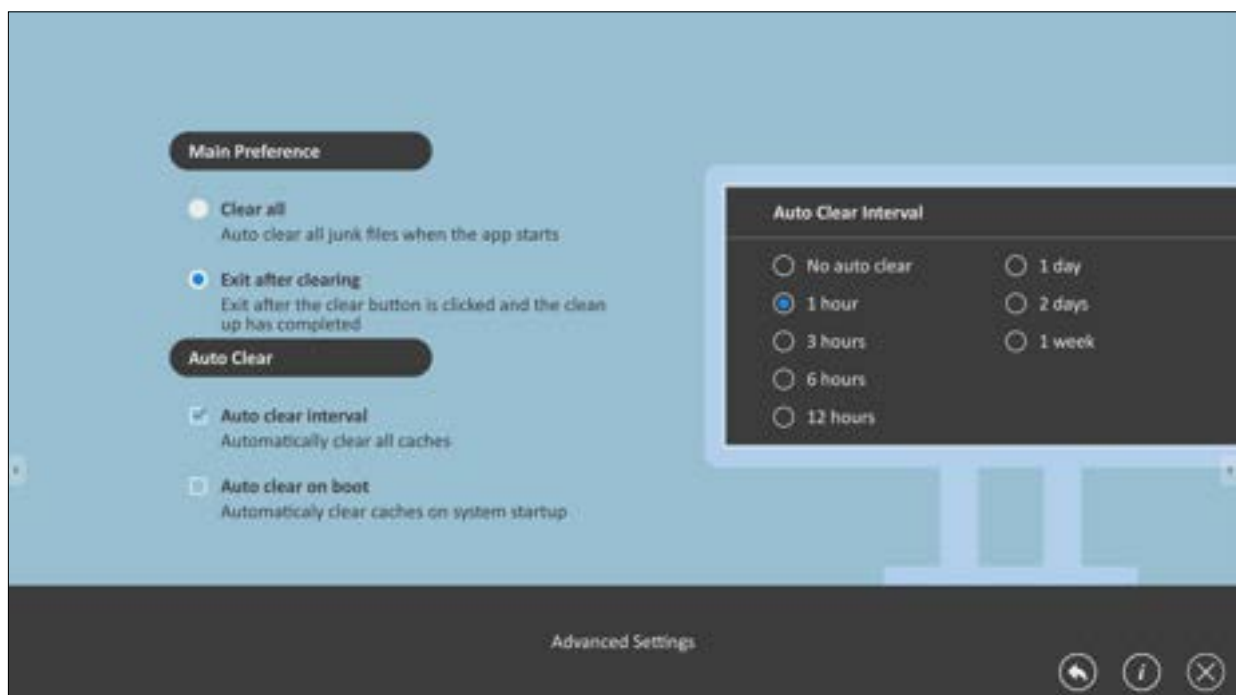 Main Preference
Clear all
Auto clear all junk files when the app starts
Exit after clearing
Exit after the clear button is clicked and the clean
up has completed
Auto Clear
Auto clear interval
Automatically clear all caches
Auto clear on boot
Automaticaly clear caches on system startup
Auto Clear Interval
No auto clear
1 hour
3 hours
6 hours
12 hours
1 day
2 days
1 week
Advanced Settings
i